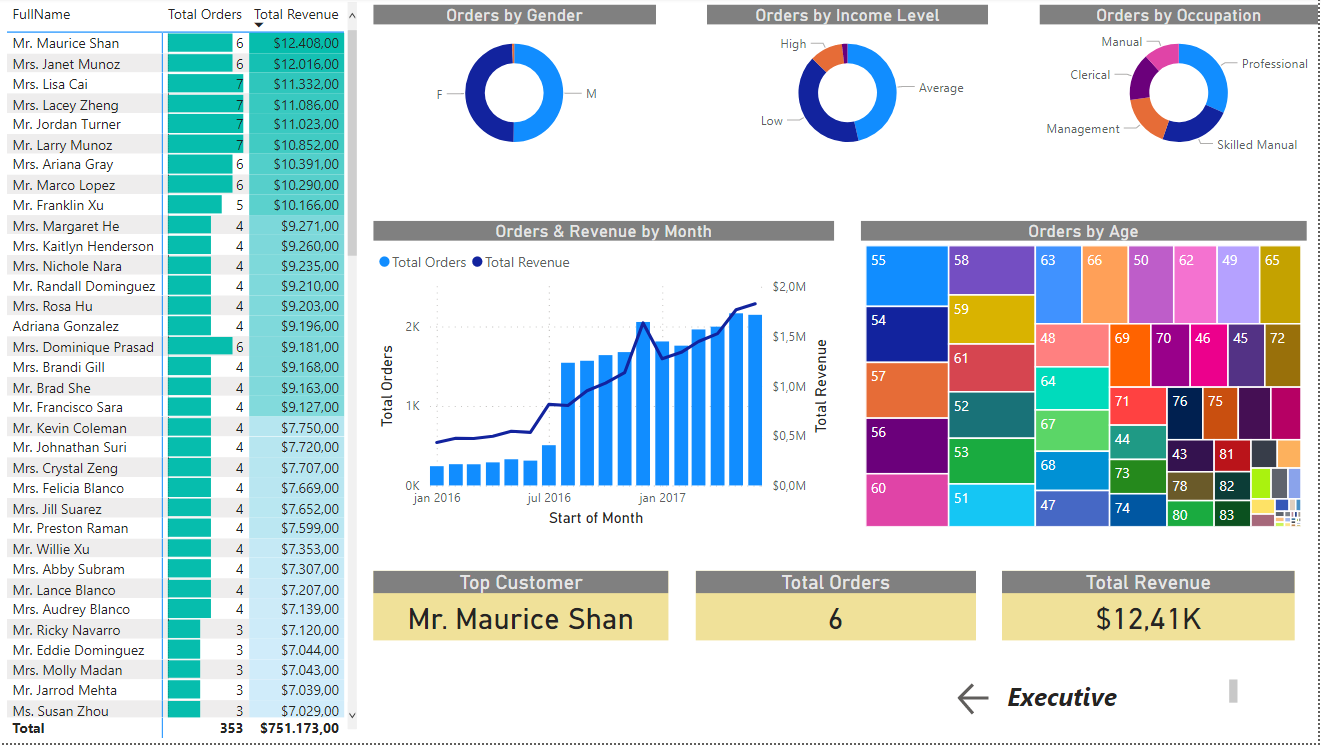 FullName Total Orders Total Revenue
Mr. Maurice Shan 6 $12.408,00
Mrs. Janet Munoz 6 $12.016,00
Mrs. Lisa Cai 7 $11.332,00
Mrs. Lacey Zheng 7 $11.086,00
Mr. Jordan Turner 7 $11.023,00
Mr. Larry Munoz 7 $10.852,00
Mrs. Ariana Gray 6 $10.391,00
Mr. Marco Lopez 6 $10.290,00
Mr. Franklin Xu 5 $10.166,00
Mrs. Margaret He 4 $9.271,00
Mrs. Kaitlyn Henderson 4 $9.260,00
Mrs. Nichole Nara 4 $9.235,00
Mr. Randall Dominguez 4 $9.210,00
Mrs. Rosa Hu 4 $9.203,00
Adriana Gonzalez 4 $9.196,00
Mrs. Dominique Prasad 6 $9.181,00
Mrs. Brandi Gill 4 $9.168,00
Mr. Brad She 4 $9.163,00
Mr. Francisco Sara 4 $9.127,00
Mr. Kevin Coleman 4 $7.750,00
Mr. Johnathan Suri 4 $7.720,00
Mrs. Crystal Zeng 4 $7.707,00
Mrs. Felicia Blanco 4 $7.669,00
Mrs. Jill Suarez 4 $7.652,00
Mr. Preston Raman 4 $7.599,00
Mr. Willie Xu 4 $7.353,00
Mrs. Abby Subram 4 $7.307,00
Mr. Lance Blanco 4 $7.207,00
Mrs. Audrey Blanco 4 $7.139,00
Mr. Ricky Navarro 3 $7.120,00
Mr. Eddie Dominguez 3 $7.044,00
Mrs. Molly Madan 3 $7.043,00
Mr. Jarrod Mehta 3 $7.039,00
Ms. Susan Zhou 3 $7.029,00
Total 353 $751.173,00
Orders by Gender
F M
Orders by Income Level
High
Average
Low
Orders by Occupation
Manual
Professional
Clerical
Management
Skilled Manual
Orders & Revenue by Month
Total Orders Total Revenue
$2,0M
2K
$1,5M
$1,0M
1K
$0,5M
0K $0,0M
Total Orders
Total Revenue
jan 2016 jul 2016 jan 2017
Start of Month
Orders by Age
55 58 63 66 50 62 49 65
54 59
57 61 48 69 70 46 45 72
56 52 64 71 76 75
60 53 67 44 43 81
51 68 73 78 82
47 74 80 83
Top Customer
Mr. Maurice Shan
Total Orders
6
Total Revenue
$12,41K
Executive